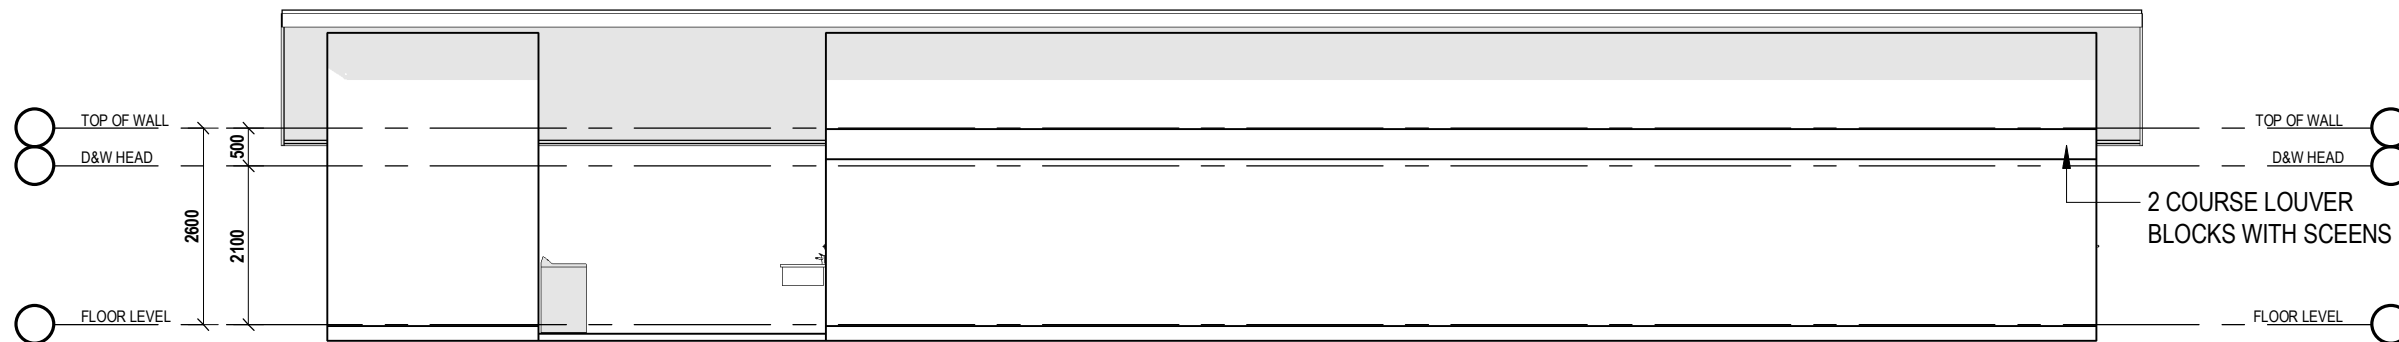 TOP OF WALL
TOP OF WALL
500
D&W HEAD
D&W HEAD
2 COURSE LOUVER
BLOCKS WITH SCEENS
2600
2100
FLOOR LEVEL
FLOOR LEVEL